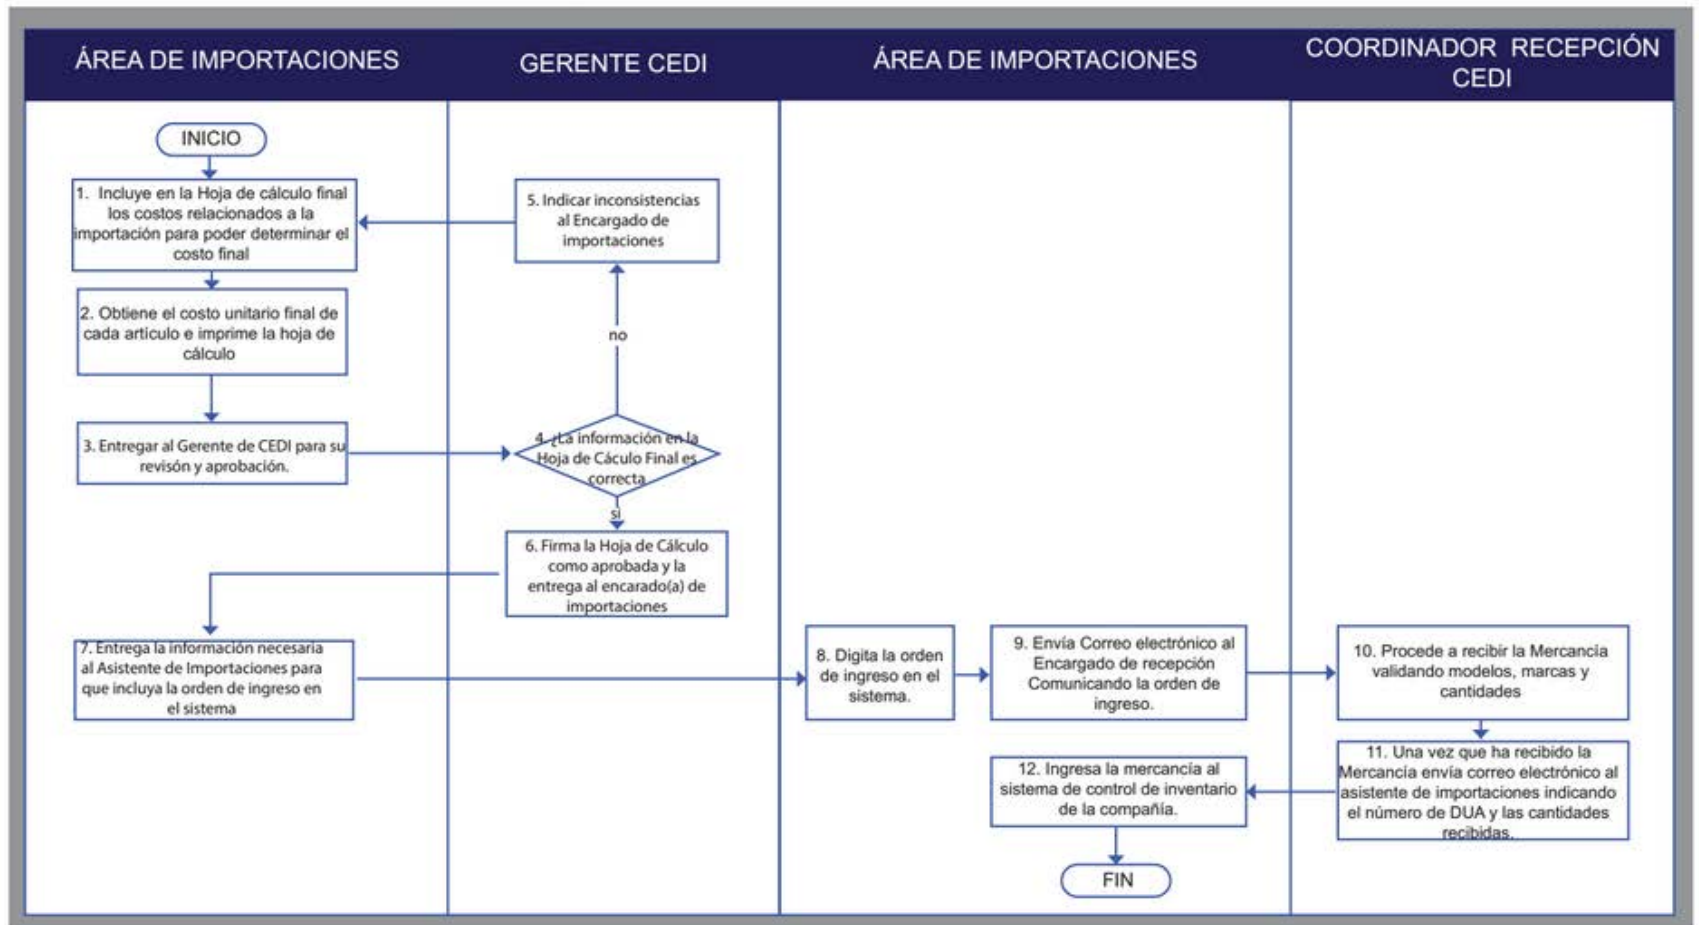 ÁREA DE IMPORTACIONES
GERENTE CEDI
ÁREA DE IMPORTACIONES
COORDINADOR RECEPCIÓN
CEDI
INICIO
1. Incluye en la Hoja de cálculo final
los costos relacionados a la
importación para poder determinar el
costo final
2. Obtiene el costo unitario final de
cada artículo e imprime la hoja de
cálculo
3. Entregar al Gerente de CEDI para su
revisón y aprobación.
4. ¿La información en la
Hoja de Cáculo Final es
correcta
no
5. Indicar inconsistencias
al Encargado de
importaciones
sí
6. Firma la Hoja de Cálculo
como aprobada y la
entrega al encarado(a) de
importaciones
7. Entrega la información necesaria
al Asistente de Importaciones para
que incluya la orden de ingreso en
el sistema
8. Digita la orden
de ingreso en el
sistema.
9. Envía Correo electrónico al
Encargado de recepción
Comunicando la orden de
ingreso.
10. Procede a recibir la Mercancía
validando modelos, marcas y
cantidades
11. Una vez que ha recibido la
Mercancía envía correo electrónico al
asistente de importaciones indicando
el número de DUA y las cantidades
recibidas.
12. Ingresa la mercancía al
sistema de control de inventario
de la compañía.
FIN